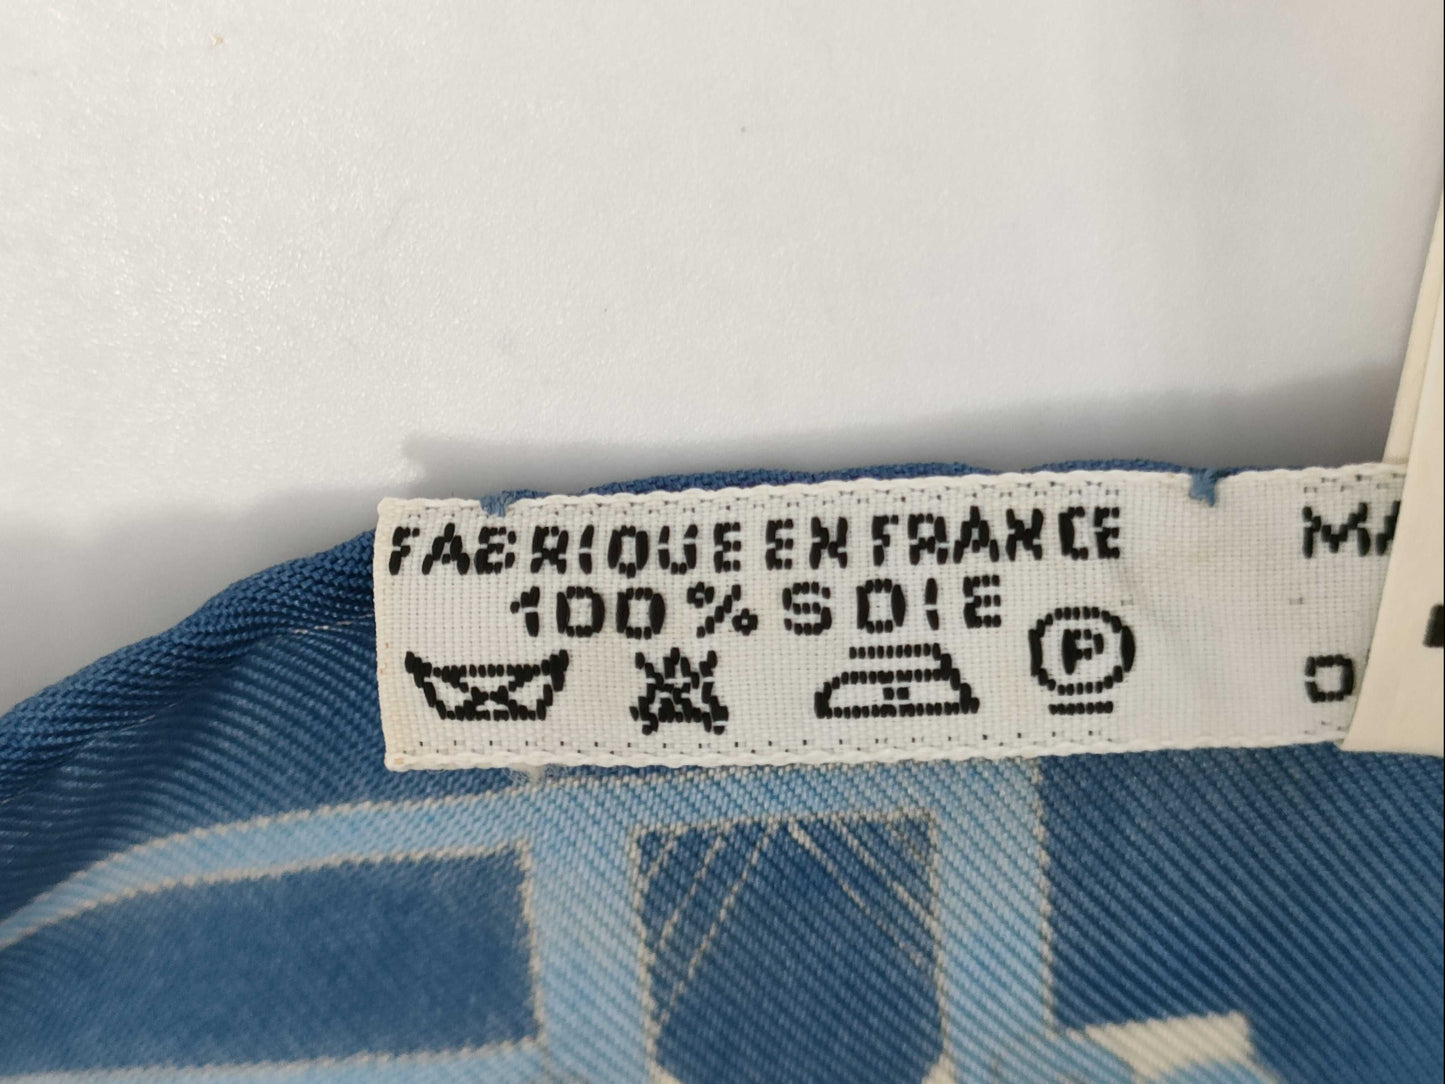 FABRIQUE EN FRANCE
100% SOIE
P